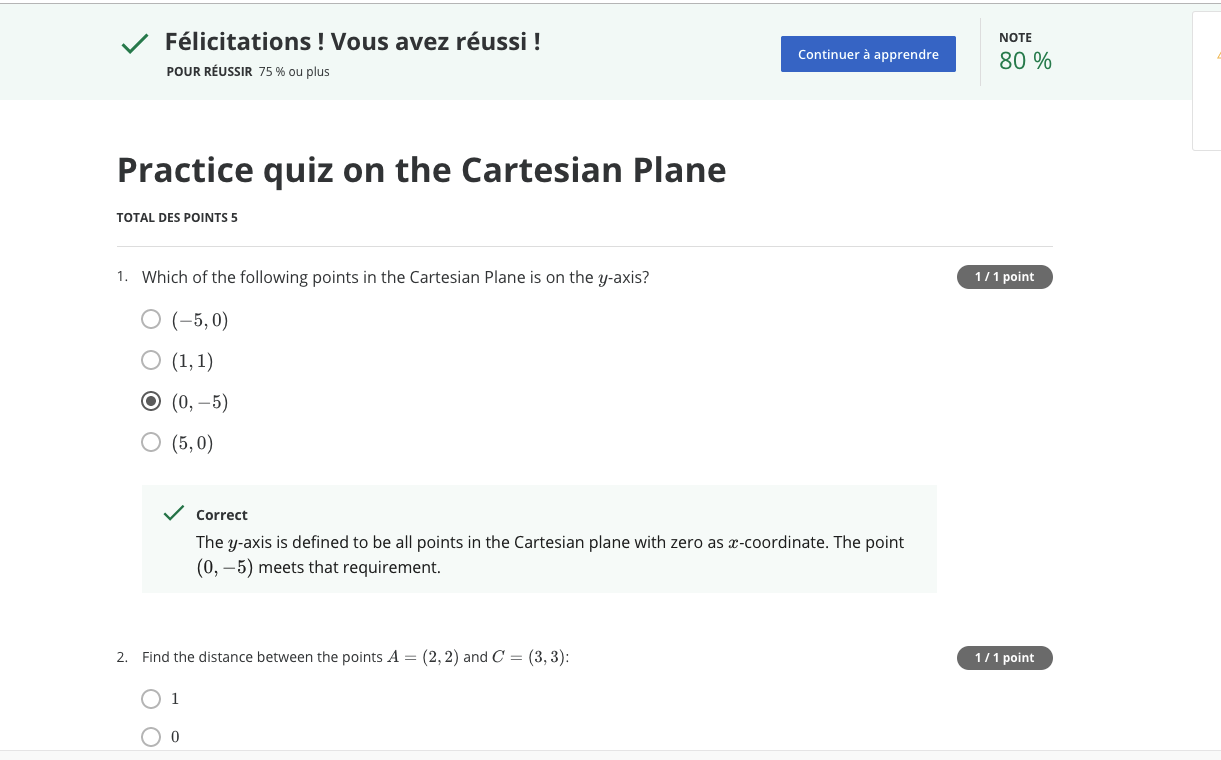 Félicitations ! Vous avez réussi !
POUR RÉUSSIR 75 % ou plus
Continuer à apprendre
NOTE
80 %
Practice quiz on the Cartesian Plane
TOTAL DES POINTS 5
1. Which of the following points in the Cartesian Plane is on the y-axis?
1 / 1 point
(−5, 0)
(1, 1)
(0, −5)
(5, 0)
Correct
The y-axis is defined to be all points in the Cartesian plane with zero as x-coordinate. The point
(0, −5) meets that requirement.
2. Find the distance between the points A = (2, 2) and C = (3, 3):
1 / 1 point
1
0